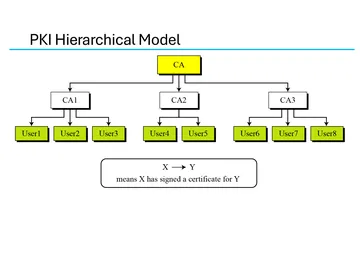 PKI Hierarchical Model
CA
CA1 CA2 CA3
User1 User2 User3 User4 User5 User6 User7 User8
X → Y
means X has signed a certificate for Y